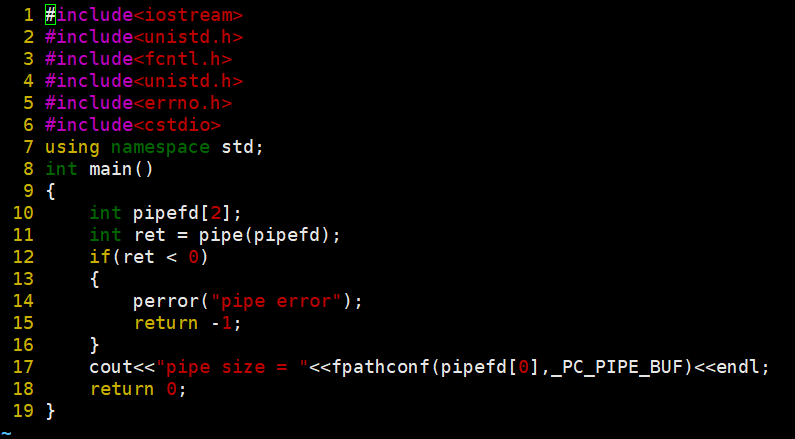 1 #include<iostream>
2 #include<unistd.h>
3 #include<fcntl.h>
4 #include<unistd.h>
5 #include<errno.h>
6 #include<cstdio>
7 using namespace std;
8 int main()
9 {
10     int pipefd[2];
11     int ret = pipe(pipefd);
12     if(ret < 0)
13     {
14         perror("pipe error");
15         return -1;
16     }
17     cout<<"pipe size = "<<fpathconf(pipefd[0],_PC_PIPE_BUF)<<endl;
18     return 0;
19 }
~